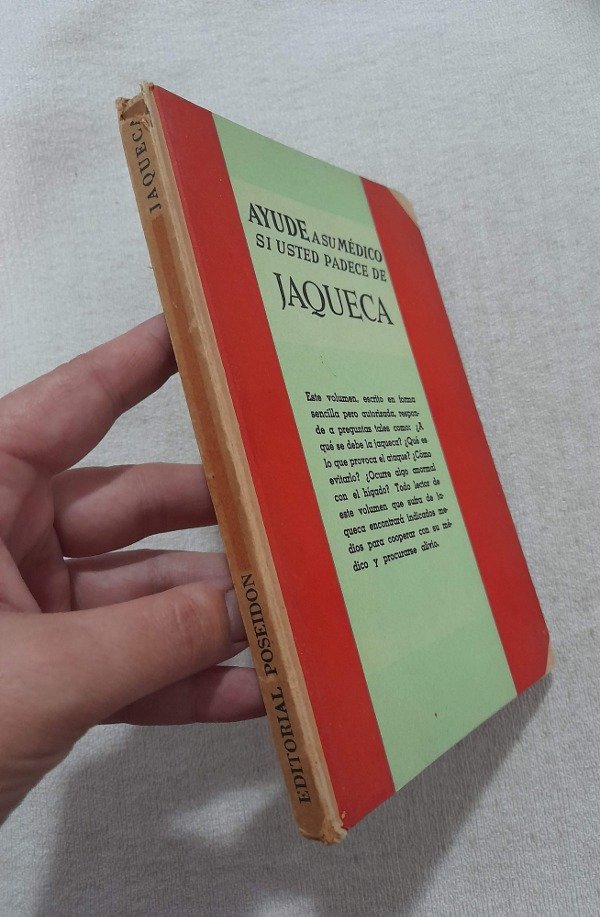 JAQUECA
EDITORIAL POSEIDON
AYUDE A SU MÉDICO
SI USTED PADECE DE
JAQUECA
Este volumen, escrito en forma
sencilla pero autorizada, respon-
de a preguntas tales como: ¿A
qué se debe la jaqueca? ¿Qué es
lo que provoca el ataque? ¿Cómo
evitarlo? ¿Ocurre algo anormal
con el hígado? Todo lector de
este volumen que sufra de ja-
queca encontrará indicados me-
dios para cooperar con su mé-
dico y procurarse alivio.